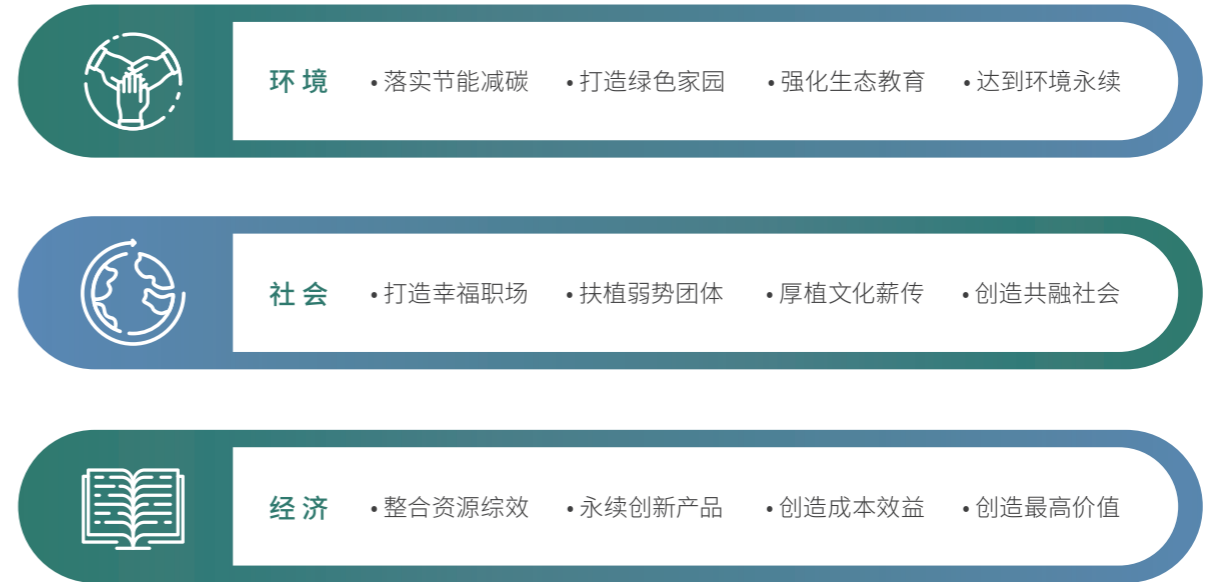 环境 • 落实节能减碳 • 打造绿色家园 • 强化生态教育 • 达到环境永续
社会 • 打造幸福职场 • 扶植弱势团体 • 厚植文化薪传 • 创造共融社会
经济 • 整合资源综效 • 永续创新产品 • 创造成本效益 • 创造最高价值